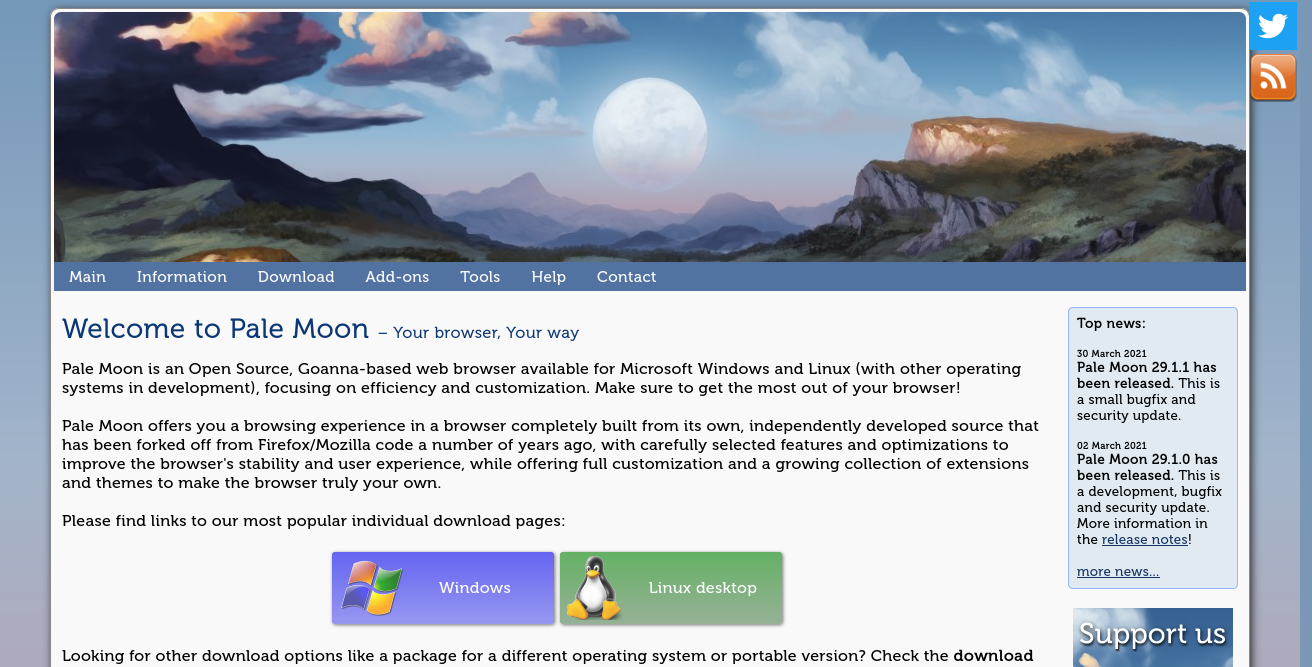 Main Information Download Add-ons Tools Help Contact
Welcome to Pale Moon – Your browser, Your way
Pale Moon is an Open Source, Goanna-based web browser available for Microsoft Windows and Linux (with other operating
systems in development), focusing on efficiency and customization. Make sure to get the most out of your browser!
Pale Moon offers you a browsing experience in a browser completely built from its own, independently developed source that
has been forked off from Firefox/Mozilla code a number of years ago, with carefully selected features and optimizations to
improve the browser's stability and user experience, while offering full customization and a growing collection of extensions
and themes to make the browser truly your own.
Please find links to our most popular individual download pages:
Windows
Linux desktop
Looking for other download options like a package for a different operating system or portable version? Check the download
Top news:
30 March 2021
Pale Moon 29.1.1 has
been released. This is
a small bugfix and
security update.
02 March 2021
Pale Moon 29.1.0 has
been released. This is
a development, bugfix
and security update.
More information in
the release notes!
more news...
Support us